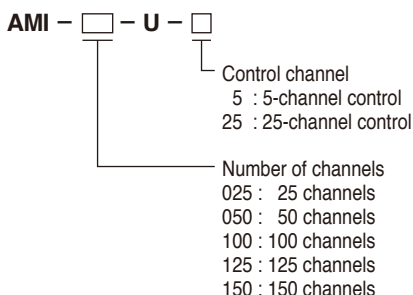 AMI – □ – U – □
Control channel
5 : 5-channel control
25 : 25-channel control
Number of channels
025 : 25 channels
050 : 50 channels
100 : 100 channels
125 : 125 channels
150 : 150 channels